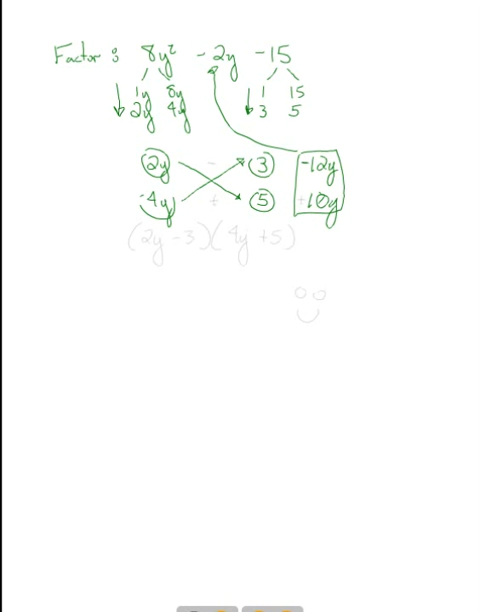 Factor : 8y² - 2y - 15
1y 8y 1 15
2y 4y 3 5
2y - 3 -12y
4y + 5 +10y
(2y - 3)(4y + 5)